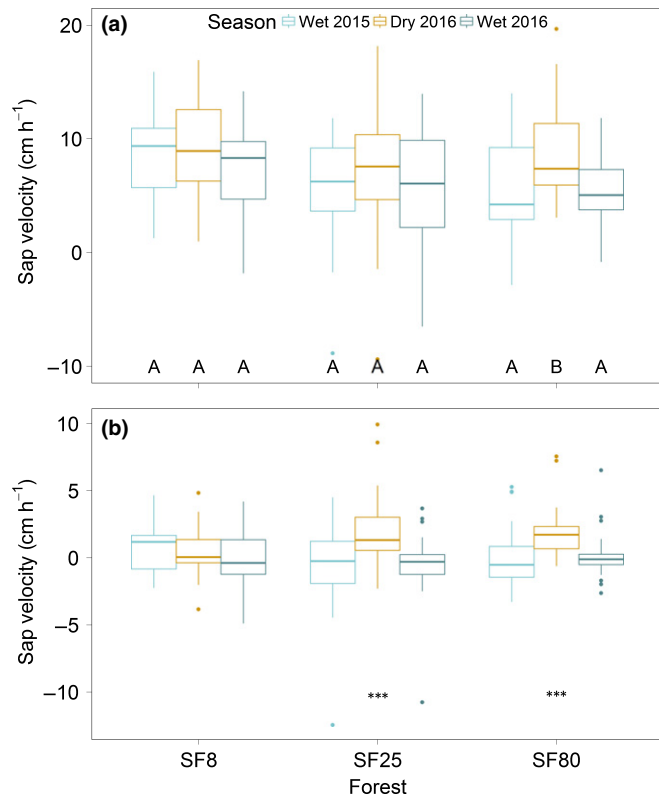 (a)
Season Wet 2015 Dry 2016 Wet 2016
20
10
0
–10
Sap velocity (cm h⁻¹)
A A A A A A A B A
(b)
10
5
0
–5
–10
Sap velocity (cm h⁻¹)
*** ***
SF8 SF25 SF80
Forest